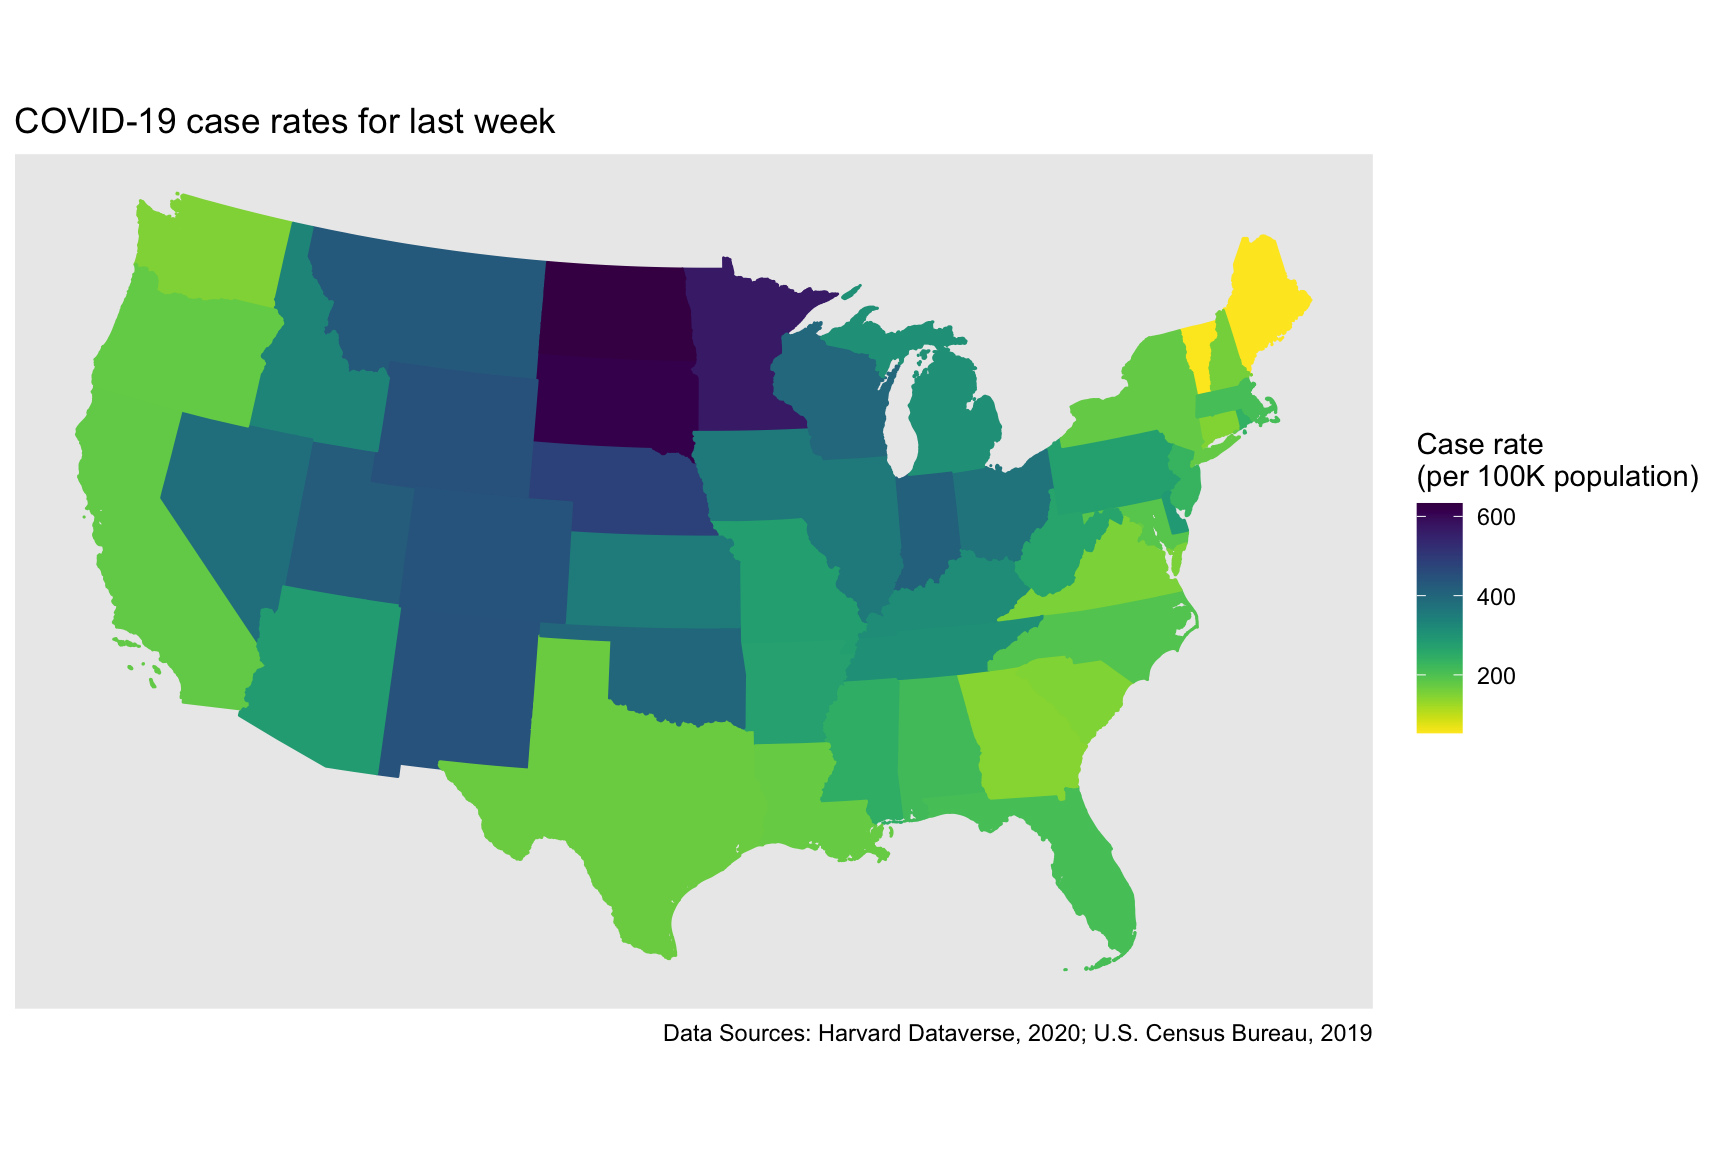 COVID-19 case rates for last week
Case rate
(per 100K population)
600
400
200
Data Sources: Harvard Dataverse, 2020; U.S. Census Bureau, 2019